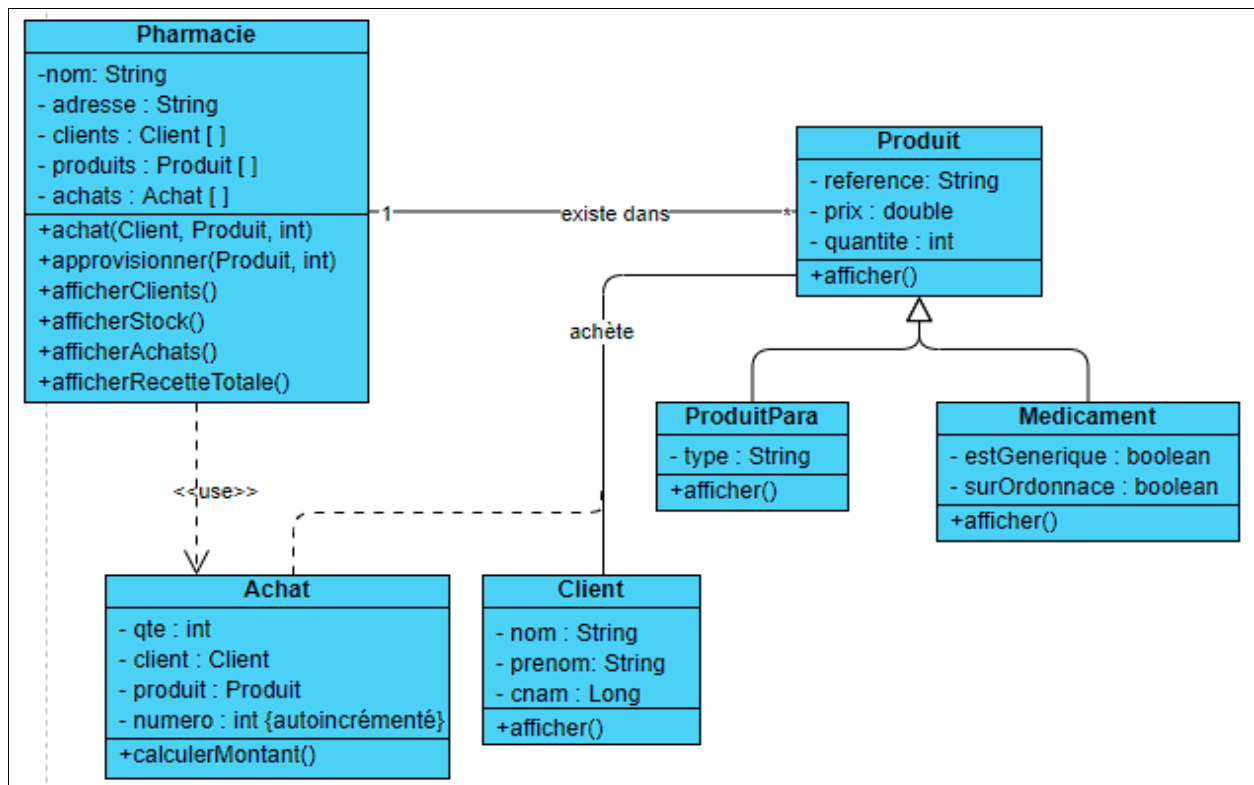 Pharmacie
-nom: String
- adresse : String
- clients : Client [ ]
- produits : Produit [ ]
- achats : Achat [ ]
+achat(Client, Produit, int)
+approvisionner(Produit, int)
+afficherClients()
+afficherStock()
+afficherAchats()
+afficherRecetteTotale()
1
existe dans
*
Produit
- reference: String
- prix : double
- quantite : int
+afficher()
achète
ProduitPara
- type : String
+afficher()
Medicament
- estGenerique : boolean
- surOrdonnace : boolean
+afficher()
<<use>>
Achat
- qte : int
- client : Client
- produit : Produit
- numero : int {autoincrémenté}
+calculerMontant()
Client
- nom : String
- prenom: String
- cnam : Long
+afficher()